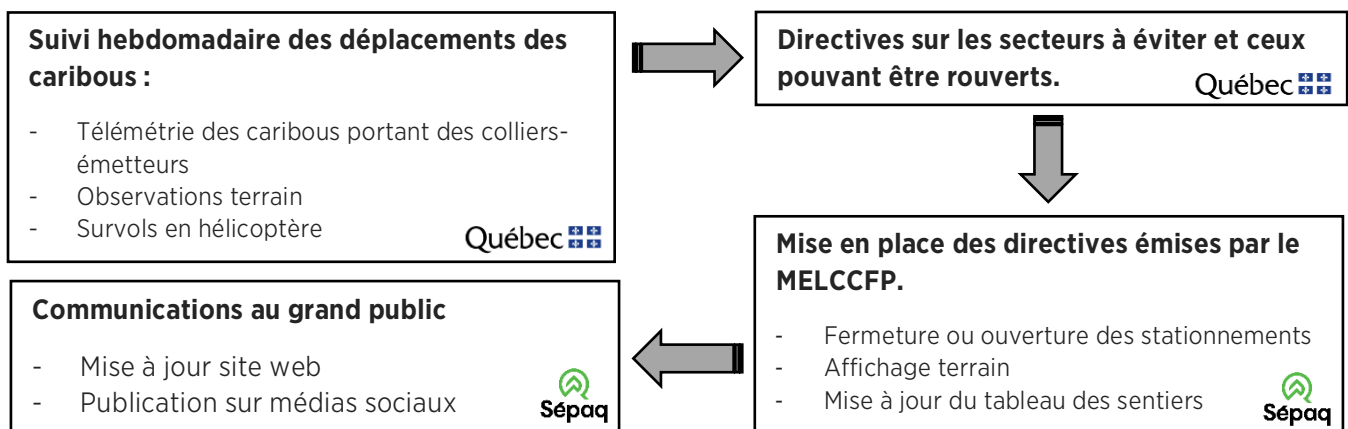 Suivi hebdomadaire des déplacements des
caribous :
- Télémétrie des caribous portant des colliers-
émetteurs
- Observations terrain
- Survols en hélicoptère
Québec
Directives sur les secteurs à éviter et ceux
pouvant être rouverts.
Québec
Mise en place des directives émises par le
MELCCFP.
- Fermeture ou ouverture des stationnements
- Affichage terrain
- Mise à jour du tableau des sentiers
Sépaq
Communications au grand public
- Mise à jour site web
- Publication sur médias sociaux
Sépaq